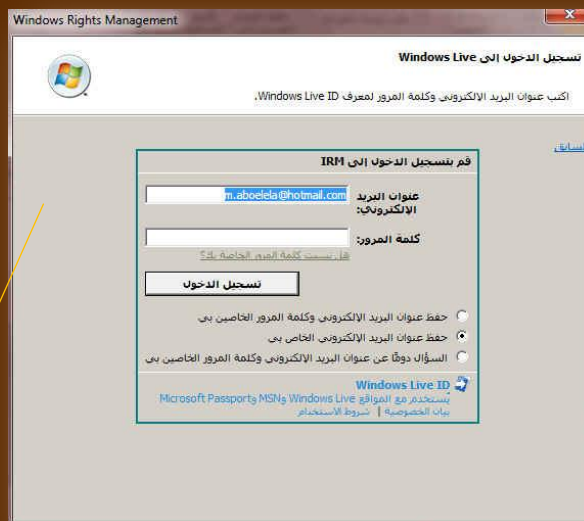 Windows Rights Management
تسجيل الدخول إلى Windows Live
اكتب عنوان البريد الإلكتروني وكلمة المرور لمعرف Windows Live ID.
السابق
قم بتسجيل الدخول إلى IRM
عنوان البريد الإلكتروني:
m.aboelela@hotmail.com
كلمة المرور:
هل نسيت كلمة المرور الخاصة بك؟
تسجيل الدخول
حفظ عنوان البريد الإلكتروني وكلمة المرور الخاصين بي
حفظ عنوان البريد الإلكتروني الخاص بي
السؤال دومًا عن عنوان البريد الإلكتروني وكلمة المرور الخاصين بي
Windows Live ID
يُستخدم مع المواقع Windows Live وMSN وMicrosoft Passport
بيان الخصوصية | شروط الاستخدام